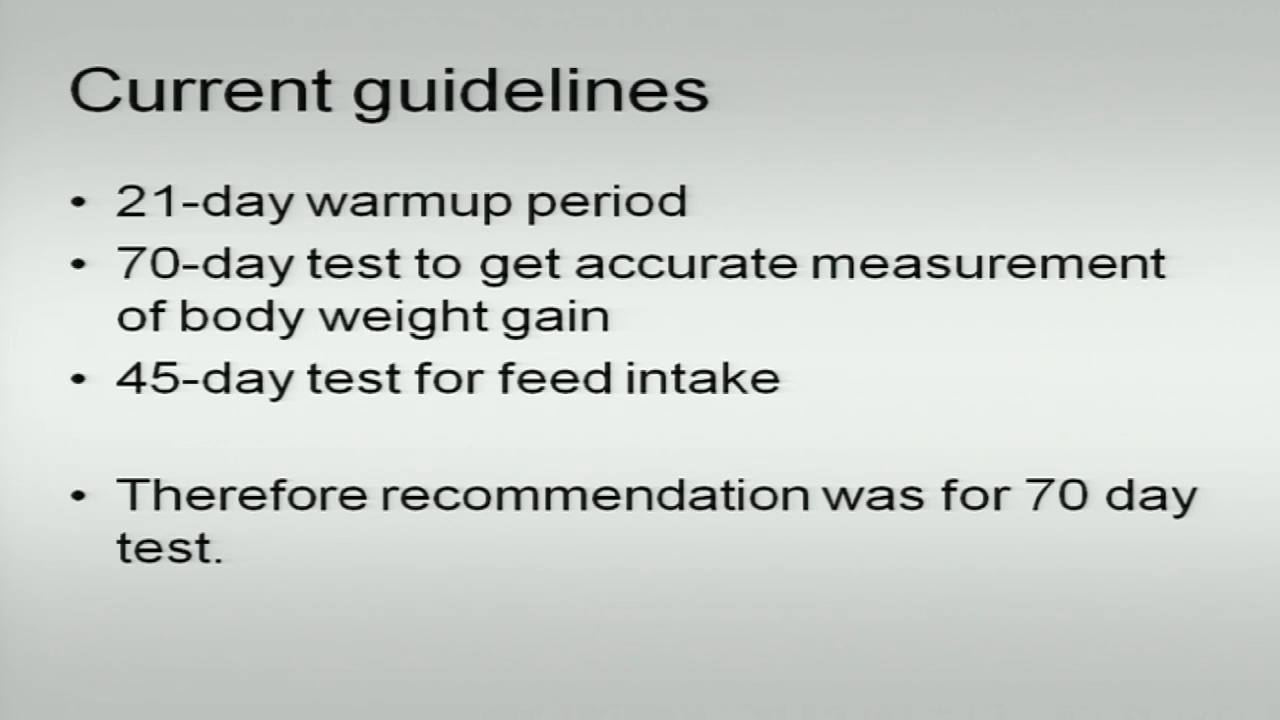 Current guidelines
• 21-day warmup period
• 70-day test to get accurate measurement
of body weight gain
• 45-day test for feed intake
• Therefore recommendation was for 70 day
test.